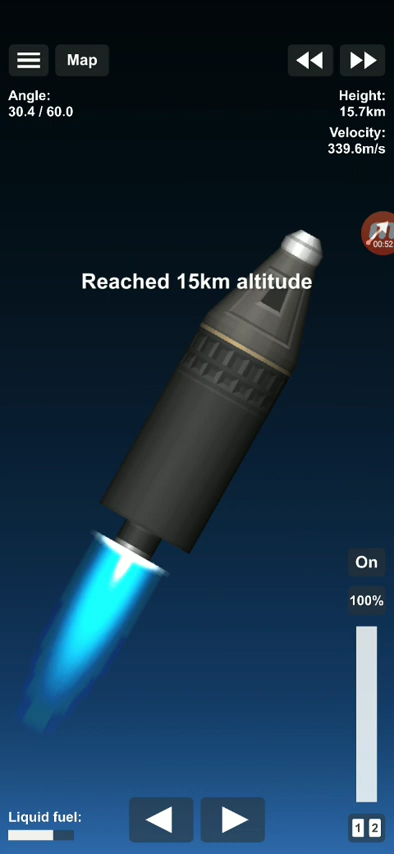 Map
Angle:
30.4 / 60.0
Height:
15.7km
Velocity:
339.6m/s
00:52
Reached 15km altitude
On
100%
Liquid fuel:
1 2